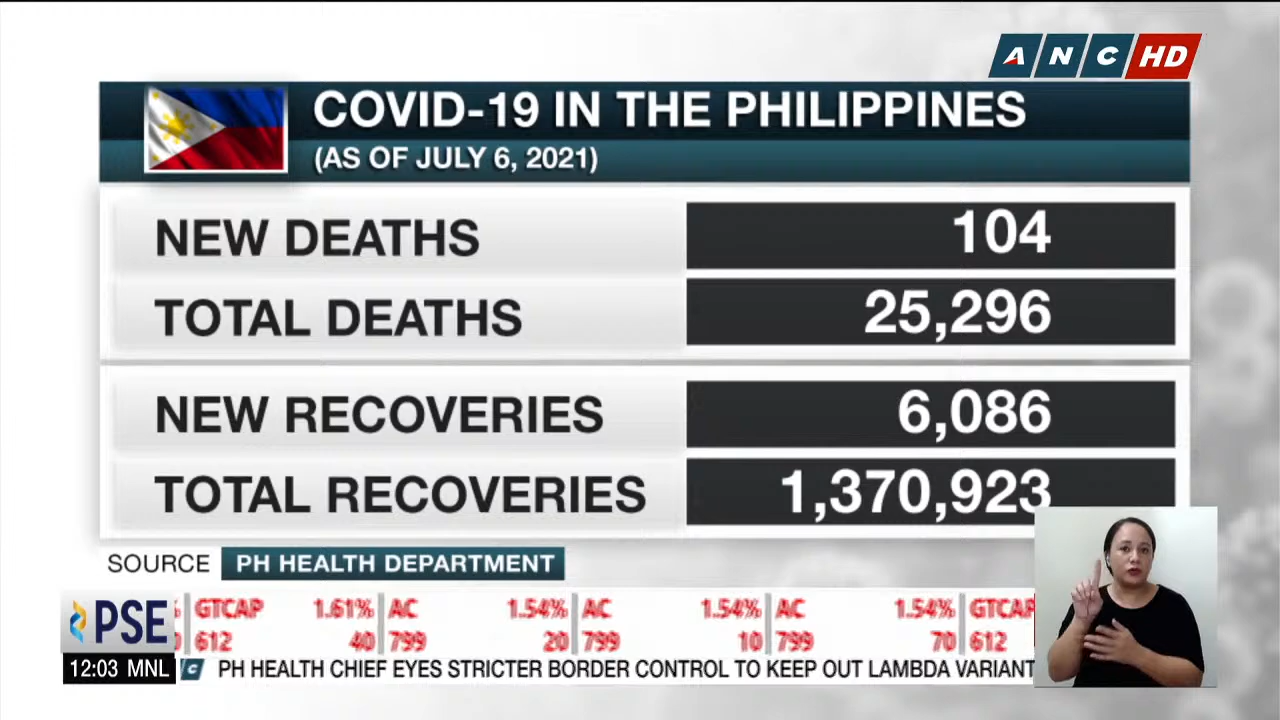 ANC HD
COVID-19 IN THE PHILIPPINES
(AS OF JULY 6, 2021)
NEW DEATHS 104
TOTAL DEATHS 25,296
NEW RECOVERIES 6,086
TOTAL RECOVERIES 1,370,923
SOURCE PH HEALTH DEPARTMENT
PSE % GTCAP 1.61% AC 1.54% AC 1.54% AC 1.54% GTCAP
612 40 799 20 799 10 799 70 612
12:03 MNL PH HEALTH CHIEF EYES STRICTER BORDER CONTROL TO KEEP OUT LAMBDA VARIANT